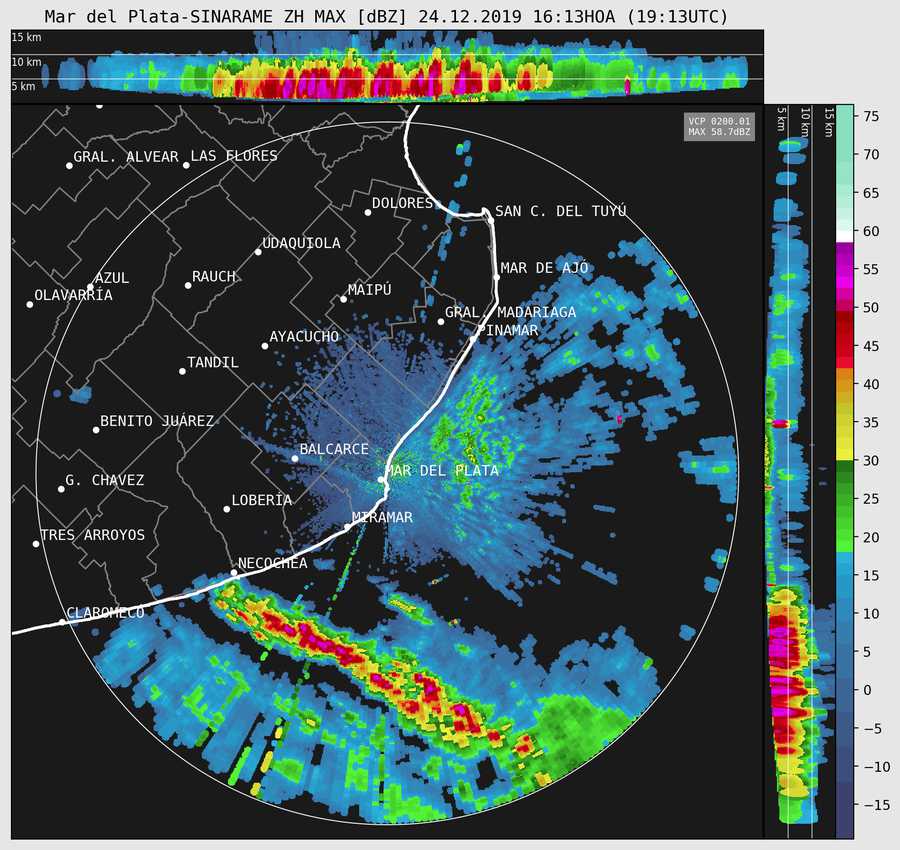 Mar del Plata-SINARAME ZH MAX [dBZ] 24.12.2019 16:13HOA (19:13UTC)
15 km
10 km
5 km
VCP 0200.01
MAX 58.7dBZ
5 km
10 km
15 km
GRAL. ALVEAR
LAS FLORES
DOLORES
SAN C. DEL TUYÚ
UDAQUIOLA
AZUL
RAUCH
MAR DE AJÓ
OLAVARRÍA
MAIPÚ
GRAL. MADARIAGA
PINAMAR
AYACUCHO
TANDIL
BENITO JUÁREZ
BALCARCE
MAR DEL PLATA
G. CHAVEZ
LOBERÍA
MIRAMAR
TRES ARROYOS
NECOCHEA
CLAROMECÓ
75
70
65
60
55
50
45
40
35
30
25
20
15
10
5
0
−5
−10
−15